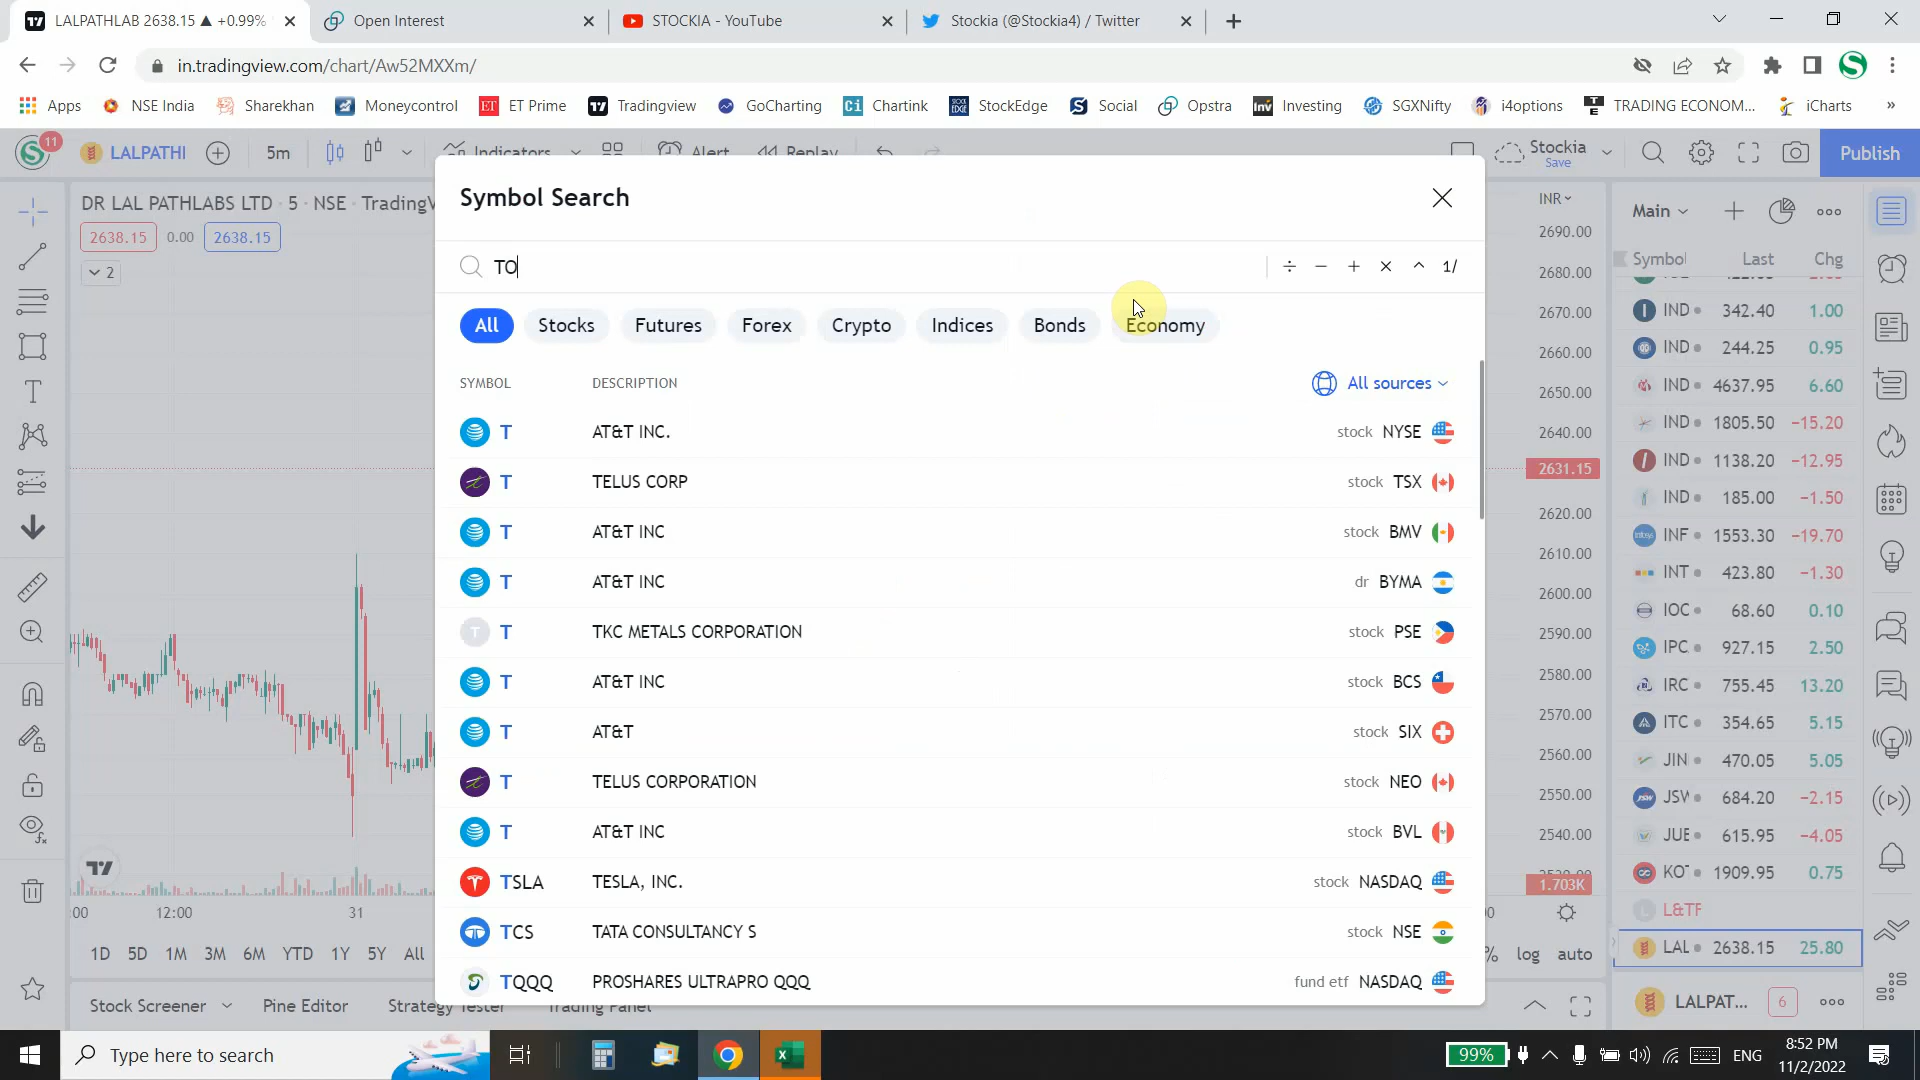 LALPATHLAB 2638.15 ▲ +0.99%
Open Interest
STOCKIA - YouTube
Stockia (@Stockia4) / Twitter
in.tradingview.com/chart/Aw52MXXm/
Apps
NSE India
Sharekhan
Moneycontrol
ET Prime
Tradingview
GoCharting
Chartink
StockEdge
Social
Opstra
Investing
SGXNifty
i4options
TRADING ECONOM...
iCharts
»
11
LALPATHI
5m
Indicators
Alert
Replay
Stockia
Save
Publish
DR LAL PATHLABS LTD · 5 · NSE · TradingV
2638.15 0.00 2638.15
2
Symbol Search
TO
÷ − + × ^ 1/
All Stocks Futures Forex Crypto Indices Bonds Economy
SYMBOL DESCRIPTION All sources
T AT&T INC. stock NYSE
T TELUS CORP stock TSX
T AT&T INC stock BMV
T AT&T INC dr BYMA
T T TKC METALS CORPORATION stock PSE
T AT&T INC stock BCS
T AT&T stock SIX
T TELUS CORPORATION stock NEO
T AT&T INC stock BVL
TSLA TESLA, INC. stock NASDAQ
TCS TATA CONSULTANCY S stock NSE
TQQQ PROSHARES ULTRAPRO QQQ fund etf NASDAQ
INR
2690.00
2680.00
2670.00
2660.00
2650.00
2640.00
2631.15
2620.00
2610.00
2600.00
2590.00
2580.00
2570.00
2560.00
2550.00
2540.00
1.703K
Main
Symbol Last Chg
IND 342.40 1.00
IND 244.25 0.95
IND 4637.95 6.60
IND 1805.50 −15.20
IND 1138.20 −12.95
IND 185.00 −1.50
INF 1553.30 −19.70
INT 423.80 −1.30
IOC 68.60 0.10
IPC 927.15 2.50
IRC 755.45 13.20
ITC 354.65 5.15
JIN 470.05 5.05
JSW 684.20 −2.15
JUE 615.95 −4.05
KOT 1909.95 0.75
L L&TF
LAL 2638.15 25.80
LALPAT... 6
:00 12:00 31
1D 5D 1M 3M 6M YTD 1Y 5Y All
% log auto
Stock Screener Pine Editor Strategy Tester Trading Panel
Type here to search
99%
ENG
8:52 PM
11/2/2022